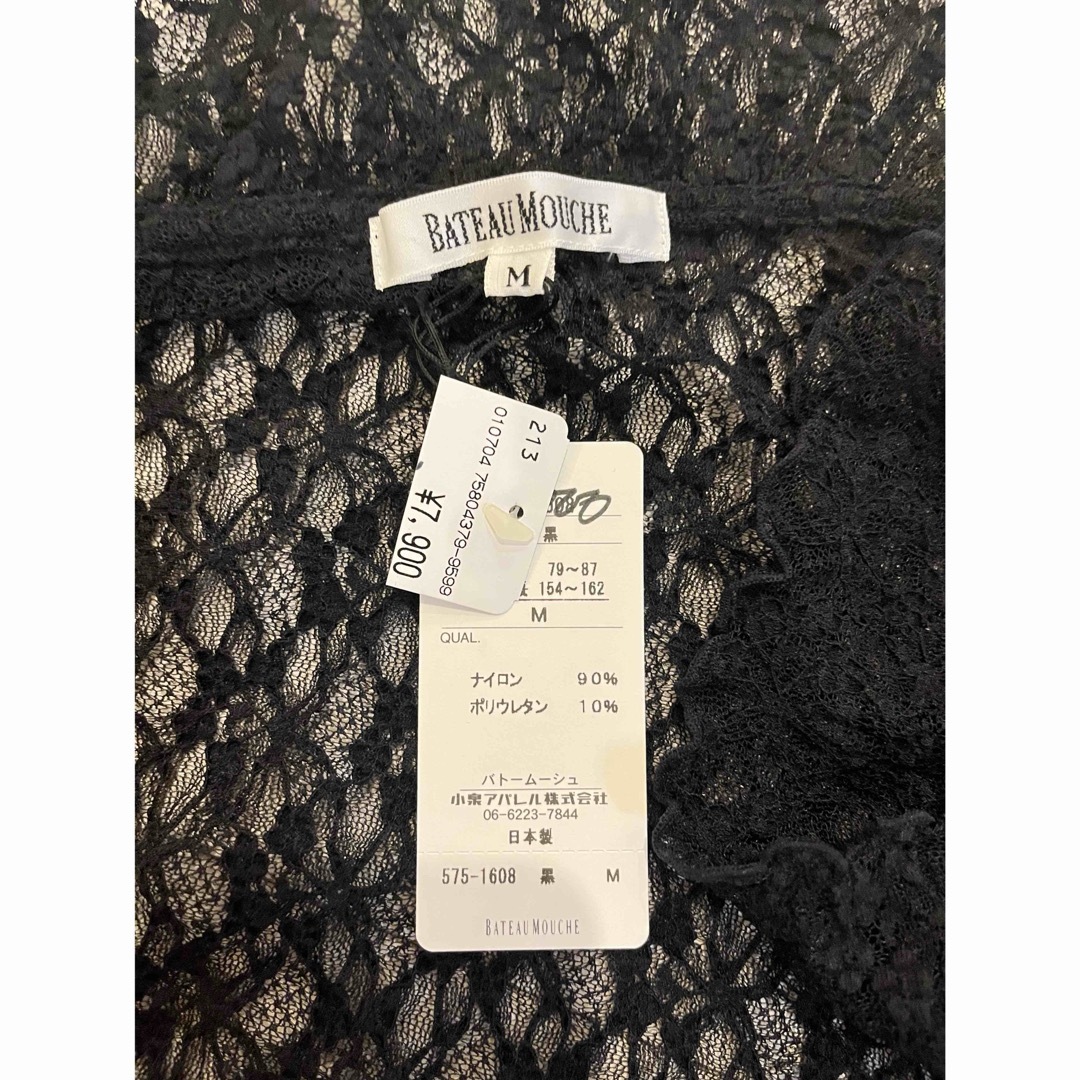 BATEAU MOUCHE
M
213
010704 75804379-9599
¥7,900
黒
79～87
154～162
M
QUAL.
ナイロン 90%
ポリウレタン 10%
バトームーシュ
小泉アパレル株式会社
06-6223-7844
日本製
575-1608 黒 M
BATEAU MOUCHE